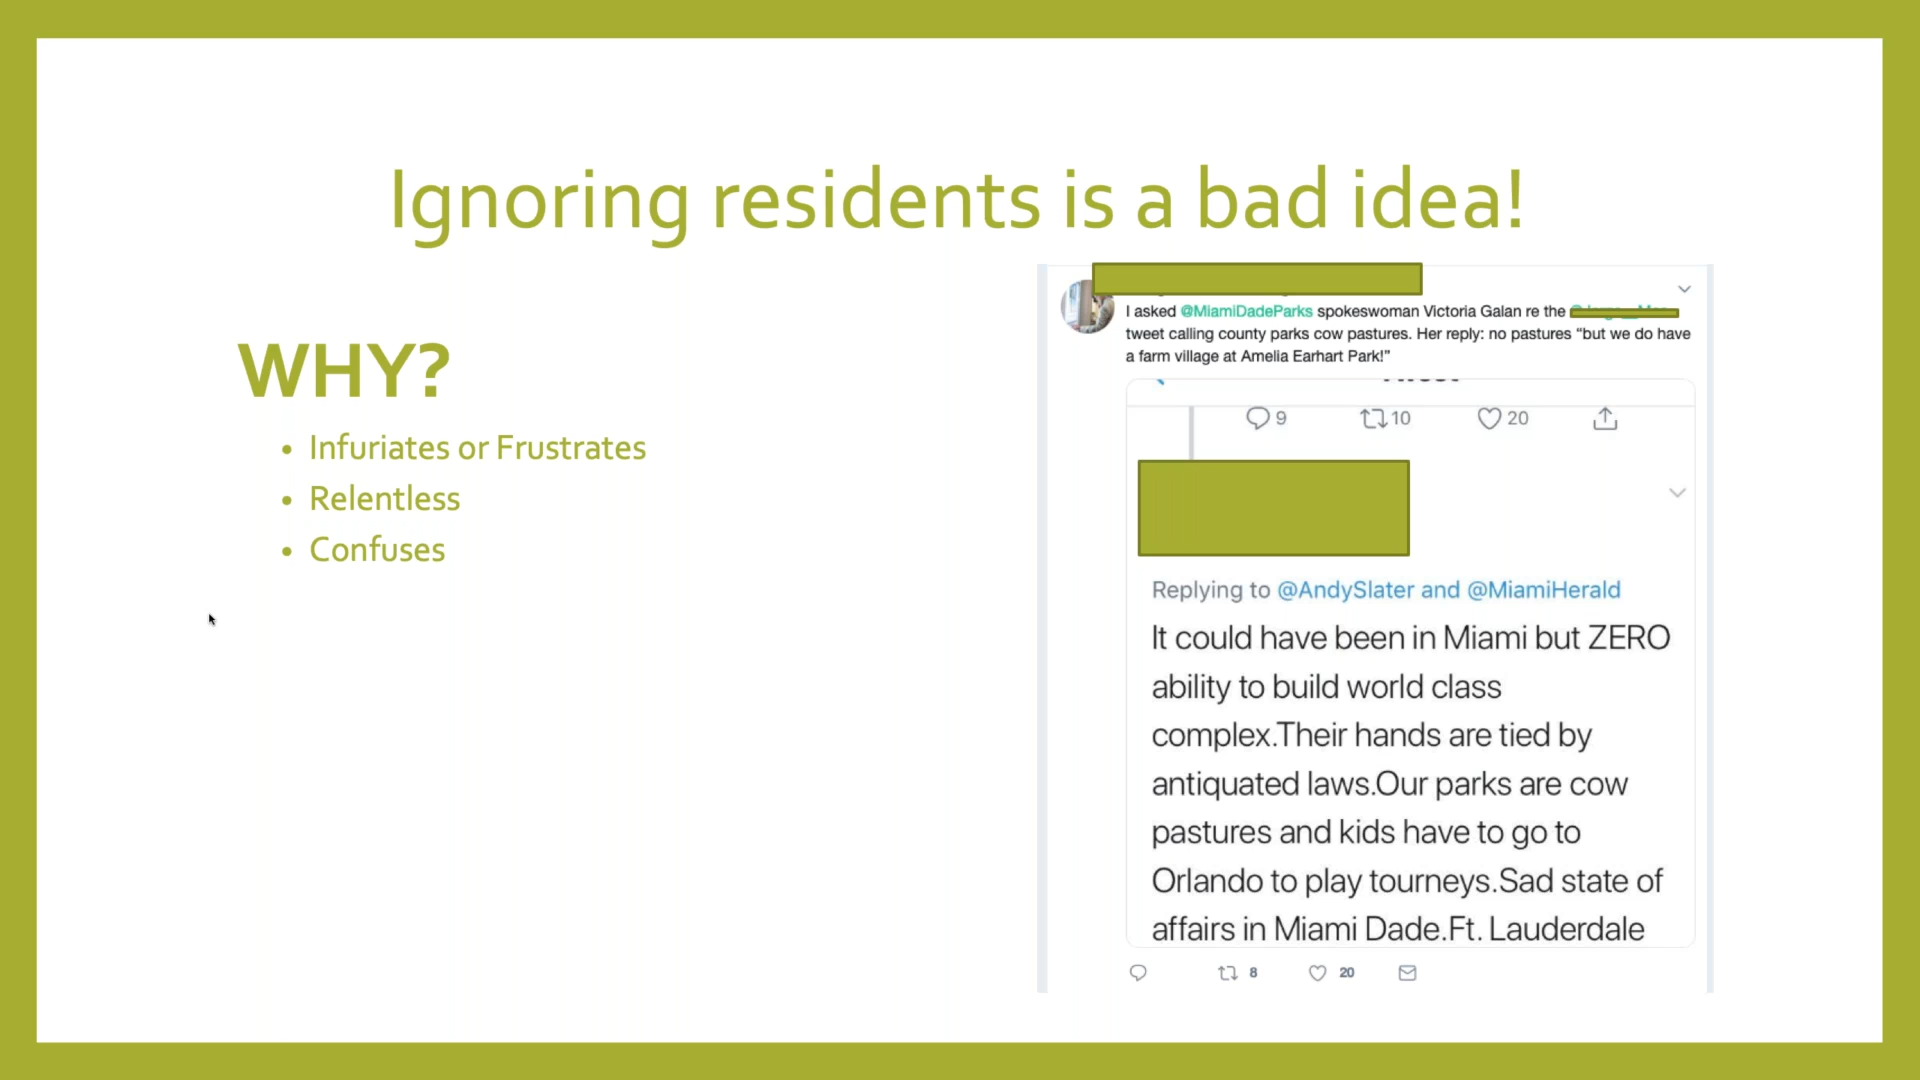 Ignoring residents is a bad idea!
WHY?
• Infuriates or Frustrates
• Relentless
• Confuses
I asked @MiamiDadeParks spokeswoman Victoria Galan re the
tweet calling county parks cow pastures. Her reply: no pastures “but we do have
a farm village at Amelia Earhart Park!”
9 10 20
Replying to @AndySlater and @MiamiHerald
It could have been in Miami but ZERO
ability to build world class
complex.Their hands are tied by
antiquated laws.Our parks are cow
pastures and kids have to go to
Orlando to play tourneys.Sad state of
affairs in Miami Dade.Ft. Lauderdale
8 20